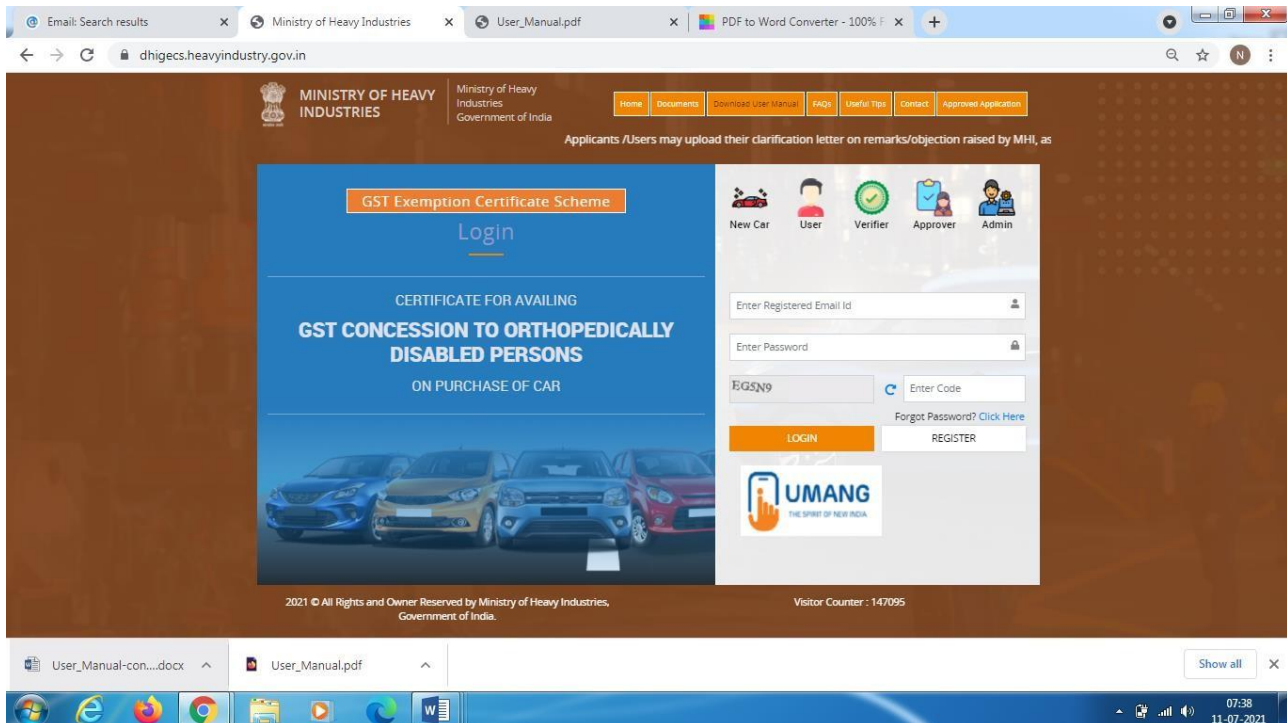 Email: Search results
Ministry of Heavy Industries
User_Manual.pdf
PDF to Word Converter - 100% F
dhigecs.heavyindustry.gov.in
N
MINISTRY OF HEAVY
INDUSTRIES
Ministry of Heavy
Industries
Government of India
Home
Documents
Download User Manual
FAQs
Useful Tips
Contact
Approved Application
Applicants /Users may upload their clarification letter on remarks/objection raised by MHI, as
GST Exemption Certificate Scheme
Login
CERTIFICATE FOR AVAILING
GST CONCESSION TO ORTHOPEDICALLY
DISABLED PERSONS
ON PURCHASE OF CAR
New Car
User
Verifier
Approver
Admin
Enter Registered Email Id
Enter Password
EGSN9
Enter Code
Forgot Password? Click Here
LOGIN
REGISTER
UMANG
THE SPIRIT OF NEW INDIA
2021 © All Rights and Owner Reserved by Ministry of Heavy Industries,
Government of India.
Visitor Counter : 147095
User_Manual-con....docx
User_Manual.pdf
Show all
07:38
11-07-2021